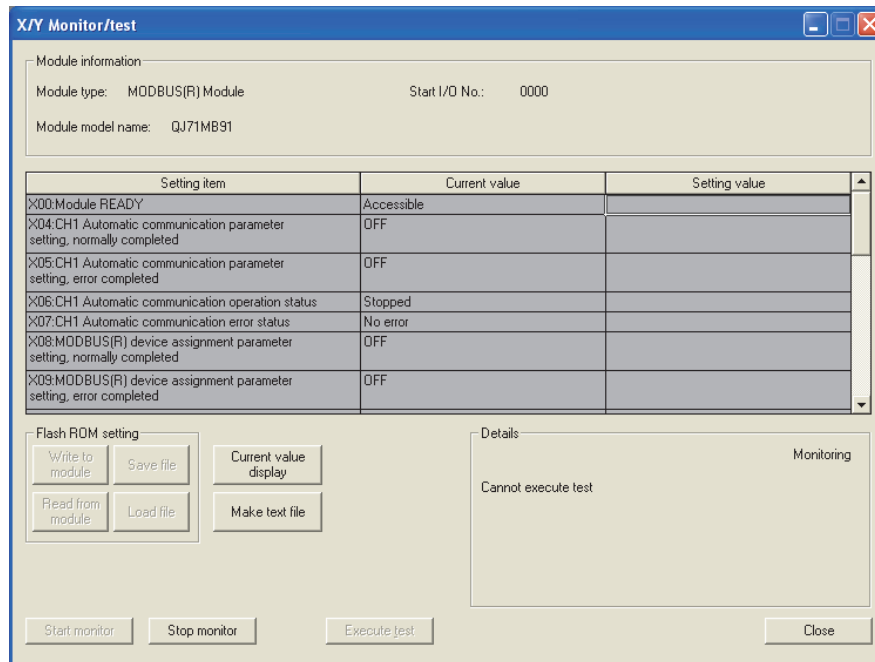 X/Y Monitor/test
Module information
Module type: MODBUS(R) Module Start I/O No.: 0000
Module model name: QJ71MB91
Setting item Current value Setting value
X00:Module READY Accessible
X04:CH1 Automatic communication parameter OFF
setting, normally completed
X05:CH1 Automatic communication parameter OFF
setting, error completed
X06:CH1 Automatic communication operation status Stopped
X07:CH1 Automatic communication error status No error
X08:MODBUS(R) device assignment parameter OFF
setting, normally completed
X09:MODBUS(R) device assignment parameter OFF
setting, error completed
Flash ROM setting
Write to
module
Save file
Current value
display
Read from
module
Load file
Make text file
Details
Monitoring
Cannot execute test
Start monitor
Stop monitor
Execute test
Close